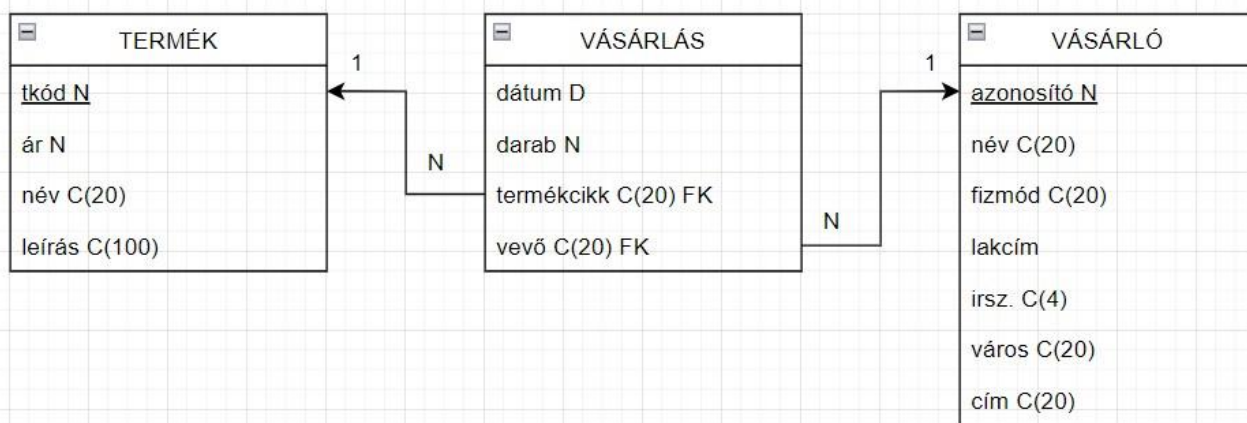 TERMÉK
tkód N
ár N
név C(20)
leírás C(100)
1
N
VÁSÁRLÁS
dátum D
darab N
termékcikk C(20) FK
vevő C(20) FK
1
N
VÁSÁRLÓ
azonosító N
név C(20)
fizmód C(20)
lakcím
irsz. C(4)
város C(20)
cím C(20)